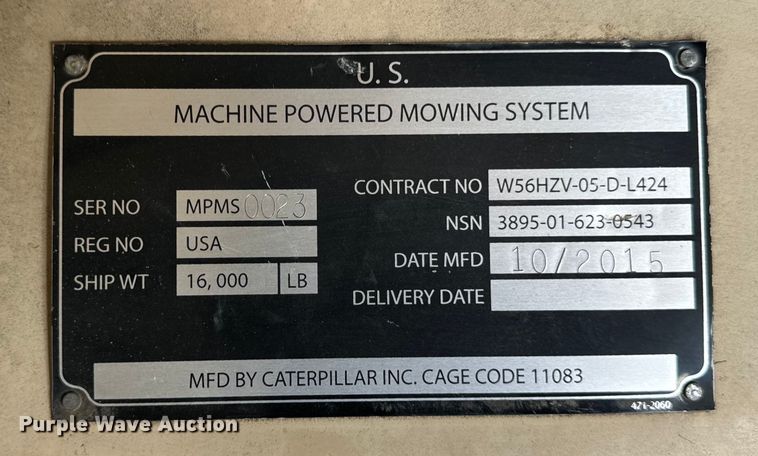 U. S.
MACHINE POWERED MOWING SYSTEM
SER NO MPMS 0023
REG NO USA
SHIP WT 16,000 LB
CONTRACT NO W56HZV-05-D-L424
NSN 3895-01-623-0543
DATE MFD 10/2015
DELIVERY DATE
MFD BY CATERPILLAR INC. CAGE CODE 11083
471-2060
Purple Wave Auction